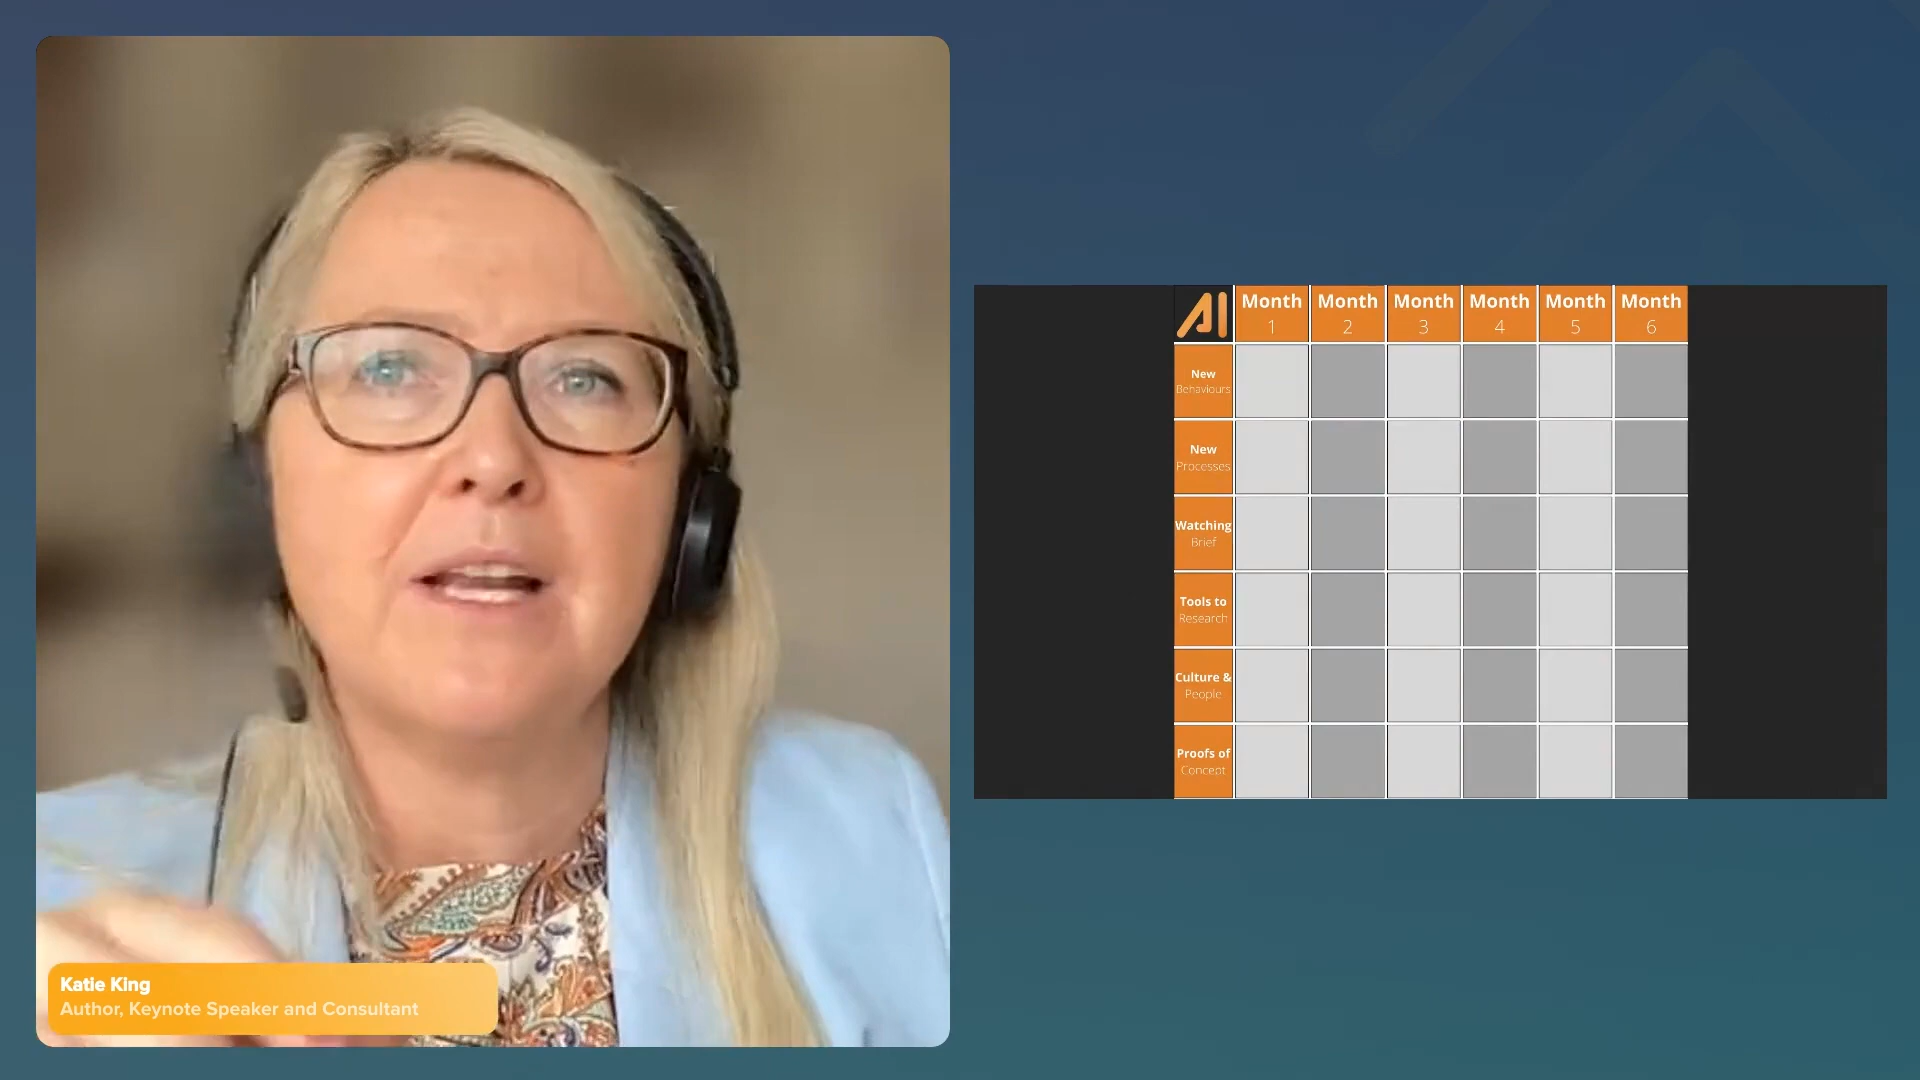 AI
Month
1
Month
2
Month
3
Month
4
Month
5
Month
6
New
Behaviours
New
Processes
Watching
Brief
Tools to
Research
Culture &
People
Proofs of
Concept
Katie King
Author, Keynote Speaker and Consultant